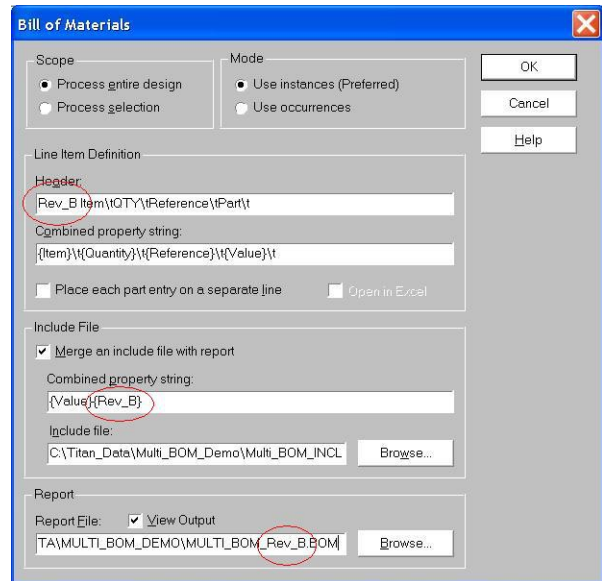 Bill of Materials
Scope
Process entire design
Process selection
Mode
Use instances (Preferred)
Use occurrences
OK
Cancel
Help
Line Item Definition
Header:
Rev_B Item\tQTY\tReference\tPart\t
Combined property string:
{Item}\t{Quantity}\t{Reference}\t{Value}\t
Place each part entry on a separate line
Open in Excel
Include File
Merge an include file with report
Combined property string:
{Value}{Rev_B}
Include file:
C:\Titan_Data\Multi_BOM_Demo\Multi_BOM_INCL
Browse...
Report
Report File:
View Output
TA\MULTI_BOM_DEMO\MULTI_BOM_Rev_B.BOM
Browse...